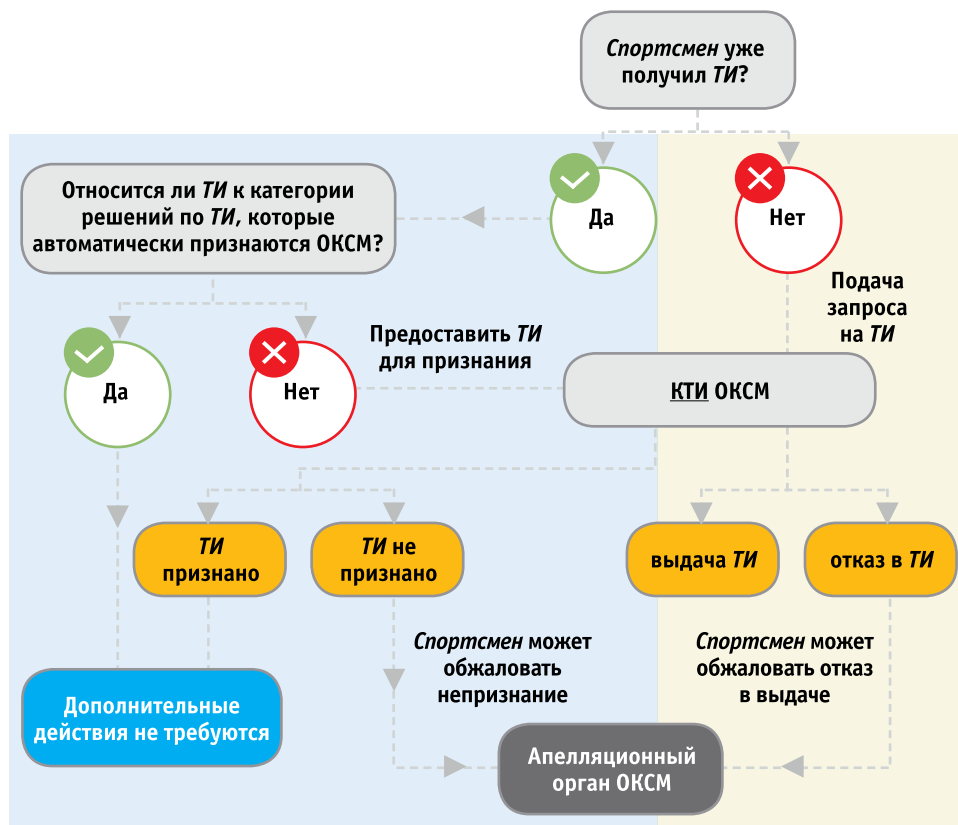 Спортсмен уже
получил ТИ?
Относится ли ТИ к категории
решений по ТИ, которые
автоматически признаются ОКСМ?
Да
Нет
Подача
запроса
на ТИ
Да
Нет
Предоставить ТИ
для признания
КТИ ОКСМ
ТИ
признано
ТИ не
признано
выдача ТИ
отказ в ТИ
Спортсмен может
обжаловать
непризнание
Спортсмен может
обжаловать отказ
в выдаче
Дополнительные
действия не требуются
Апелляционный
орган ОКСМ